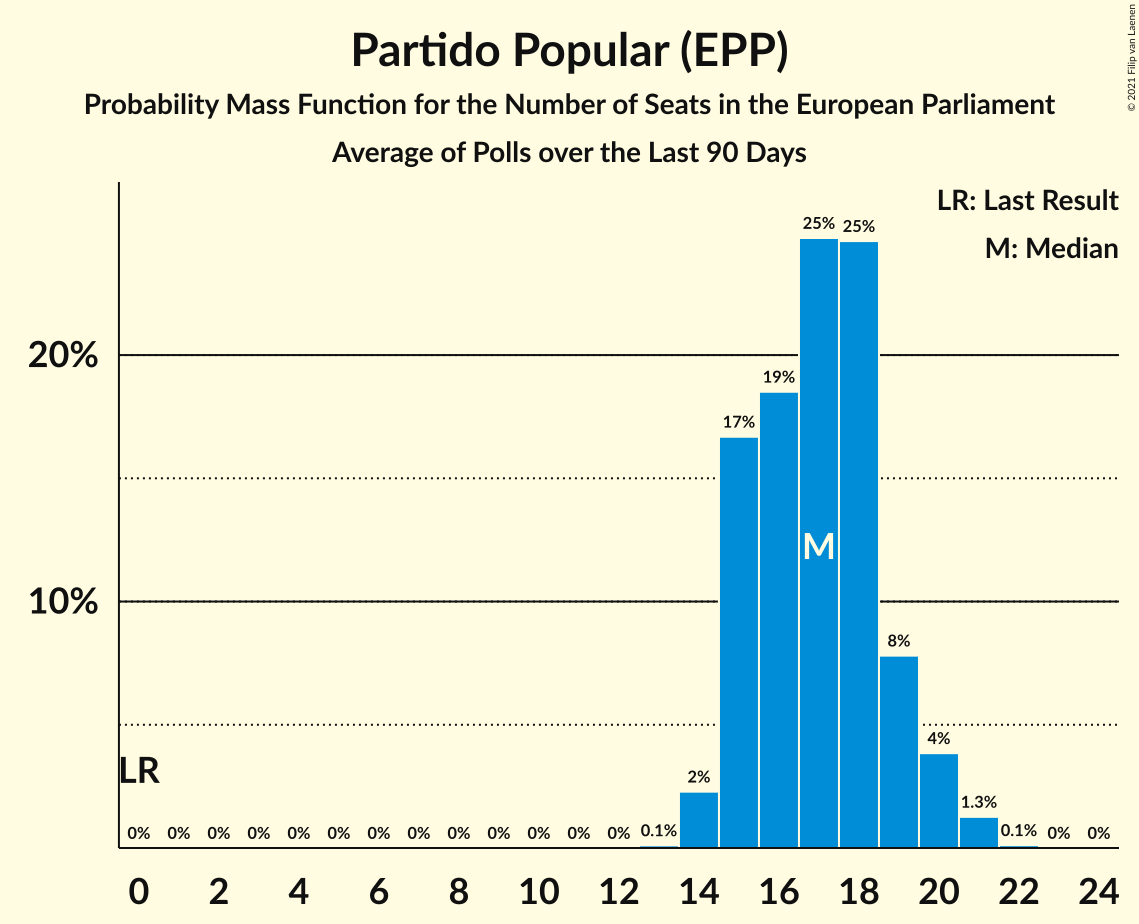 Partido Popular (EPP)
Probability Mass Function for the Number of Seats in the European Parliament
Average of Polls over the Last 90 Days
© 2021 Filip van Laenen
LR: Last Result
M: Median
25% 25%
20%
19%
17%
M
10%
8%
4%
LR
2%
1.3%
0% 0% 0% 0% 0% 0% 0% 0% 0% 0% 0% 0% 0% 0.1% 0.1% 0% 0%
0 2 4 6 8 10 12 14 16 18 20 22 24